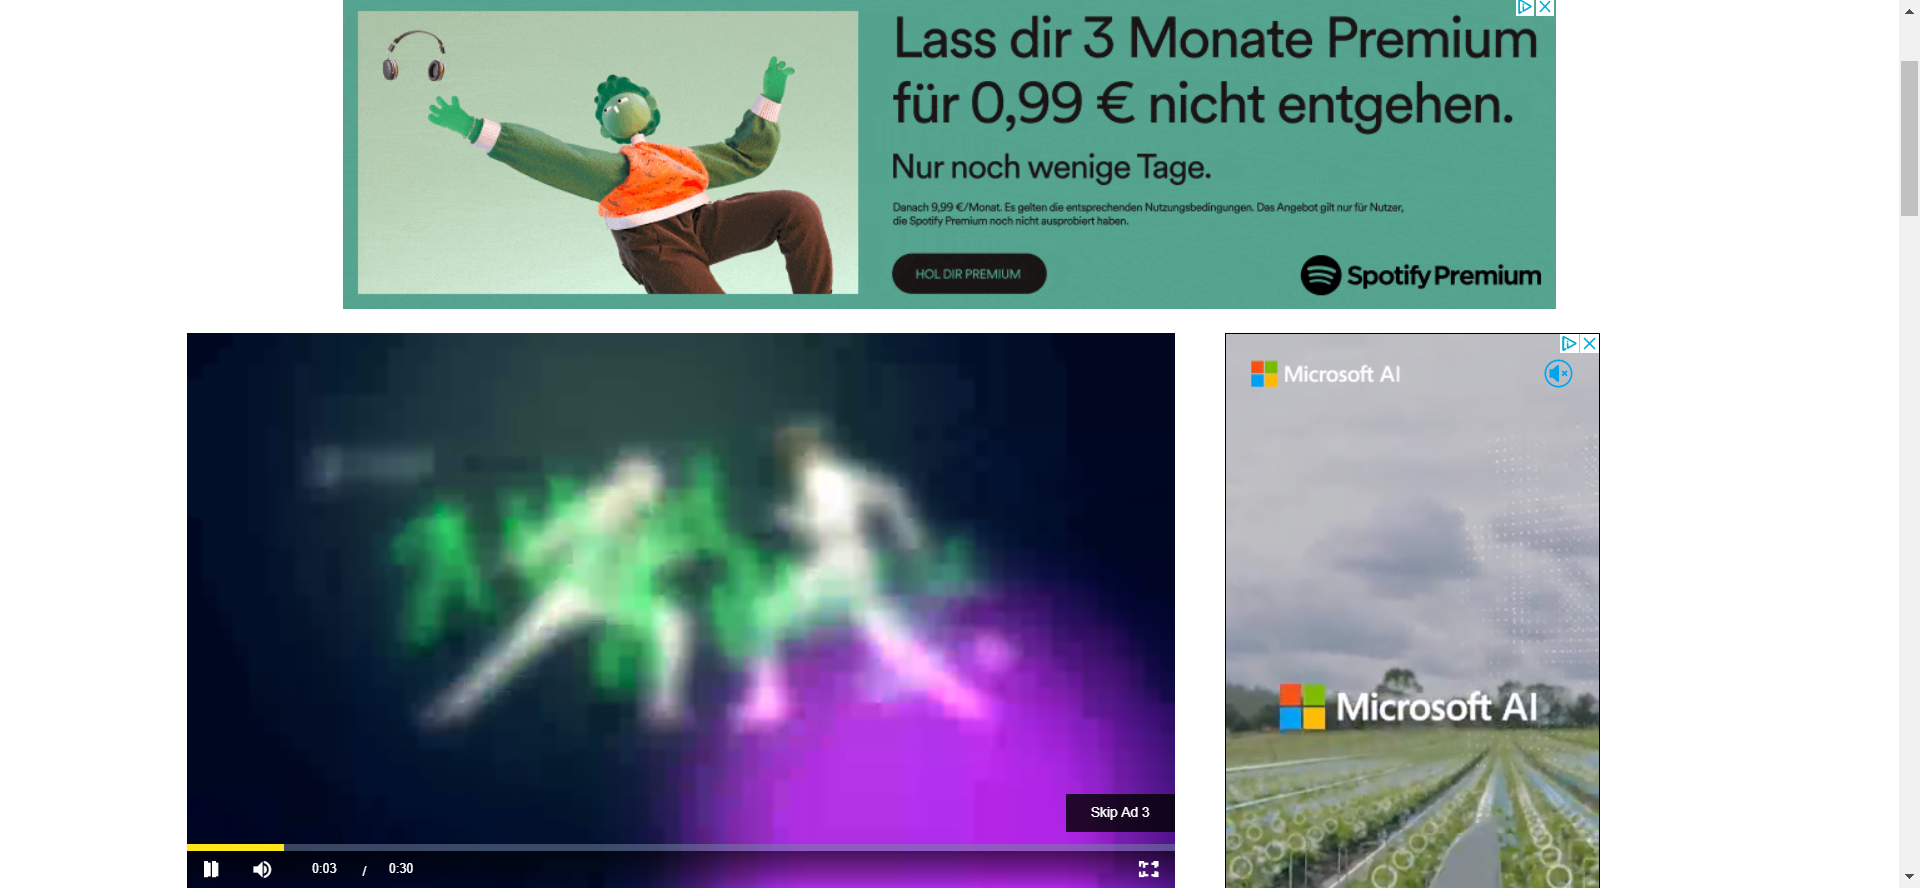 Lass dir 3 Monate Premium
für 0,99 € nicht entgehen.
Nur noch wenige Tage.
Danach 9,99 €/Monat. Es gelten die entsprechenden Nutzungsbedingungen. Das Angebot gilt nur für Nutzer,
die Spotify Premium noch nicht ausprobiert haben.
HOL DIR PREMIUM
Spotify Premium
Skip Ad 3
0:03 / 0:30
Microsoft AI
Microsoft AI